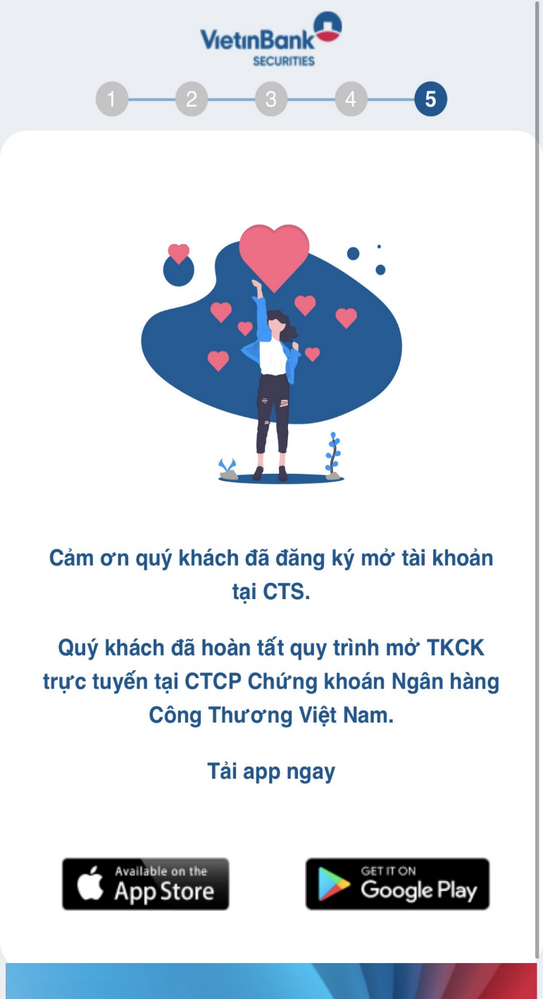 VietinBank
SECURITIES
1 2 3 4 5
Cảm ơn quý khách đã đăng ký mở tài khoản
tại CTS.
Quý khách đã hoàn tất quy trình mở TKCK
trực tuyến tại CTCP Chứng khoán Ngân hàng
Công Thương Việt Nam.
Tải app ngay
Available on the
App Store
GET IT ON
Google Play